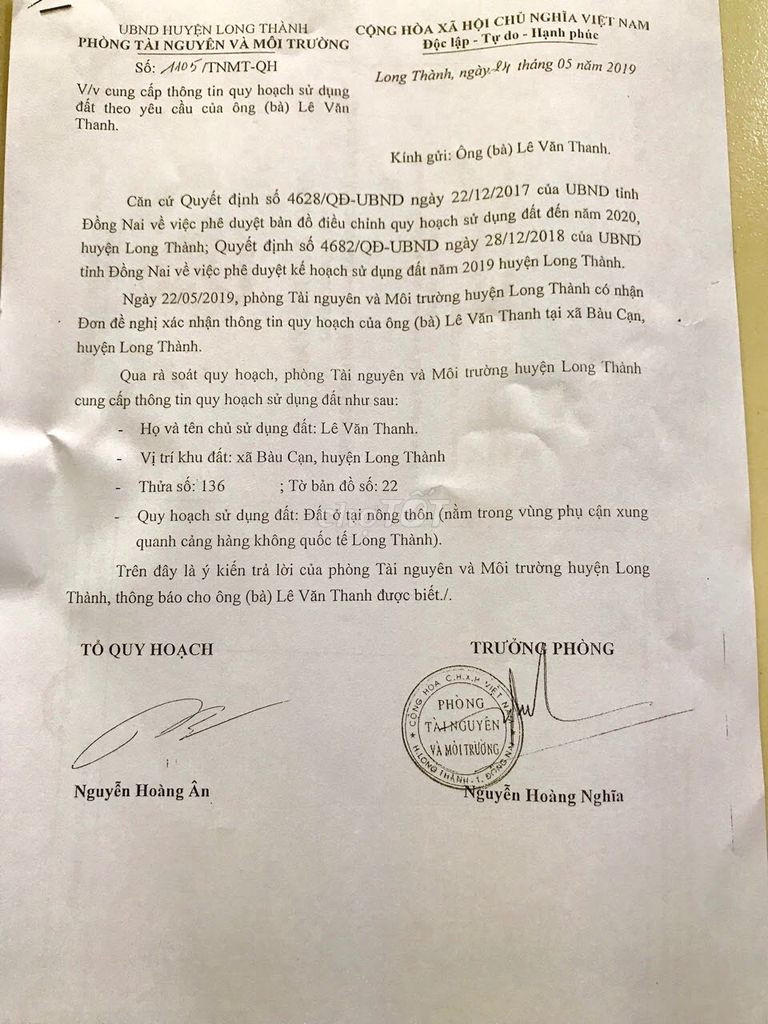 UBND HUYỆN LONG THÀNH
PHÒNG TÀI NGUYÊN VÀ MÔI TRƯỜNG
Số: 1105/TNMT-QH
V/v cung cấp thông tin quy hoạch sử dụng
đất theo yêu cầu của ông (bà) Lê Văn
Thanh.
CỘNG HÒA XÃ HỘI CHỦ NGHĨA VIỆT NAM
Độc lập - Tự do - Hạnh phúc
Long Thành, ngày 24 tháng 05 năm 2019
Kính gửi: Ông (bà) Lê Văn Thanh.
Căn cứ Quyết định số 4628/QĐ-UBND ngày 22/12/2017 của UBND tỉnh
Đồng Nai về việc phê duyệt bản đồ điều chỉnh quy hoạch sử dụng đất đến năm 2020,
huyện Long Thành; Quyết định số 4682/QĐ-UBND ngày 28/12/2018 của UBND
tỉnh Đồng Nai về việc phê duyệt kế hoạch sử dụng đất năm 2019 huyện Long Thành.
Ngày 22/05/2019, phòng Tài nguyên và Môi trường huyện Long Thành có nhận
Đơn đề nghị xác nhận thông tin quy hoạch của ông (bà) Lê Văn Thanh tại xã Bàu Cạn,
huyện Long Thành.
Qua rà soát quy hoạch, phòng Tài nguyên và Môi trường huyện Long Thành
cung cấp thông tin quy hoạch sử dụng đất như sau:
- Họ và tên chủ sử dụng đất: Lê Văn Thanh.
- Vị trí khu đất: xã Bàu Cạn, huyện Long Thành
- Thửa số: 136 ; Tờ bản đồ số: 22
- Quy hoạch sử dụng đất: Đất ở tại nông thôn (nằm trong vùng phụ cận xung
quanh cảng hàng không quốc tế Long Thành).
Trên đây là ý kiến trả lời của phòng Tài nguyên và Môi trường huyện Long
Thành, thông báo cho ông (bà) Lê Văn Thanh được biết./.
TỔ QUY HOẠCH
TRƯỞNG PHÒNG
CỘNG HÒA X.H.C.N VIỆT NAM
PHÒNG
TÀI NGUYÊN
VÀ MÔI TRƯỜNG
H.LONG THÀNH - T. ĐỒNG NAI
Nguyễn Hoàng Ân
Nguyễn Hoàng Nghĩa